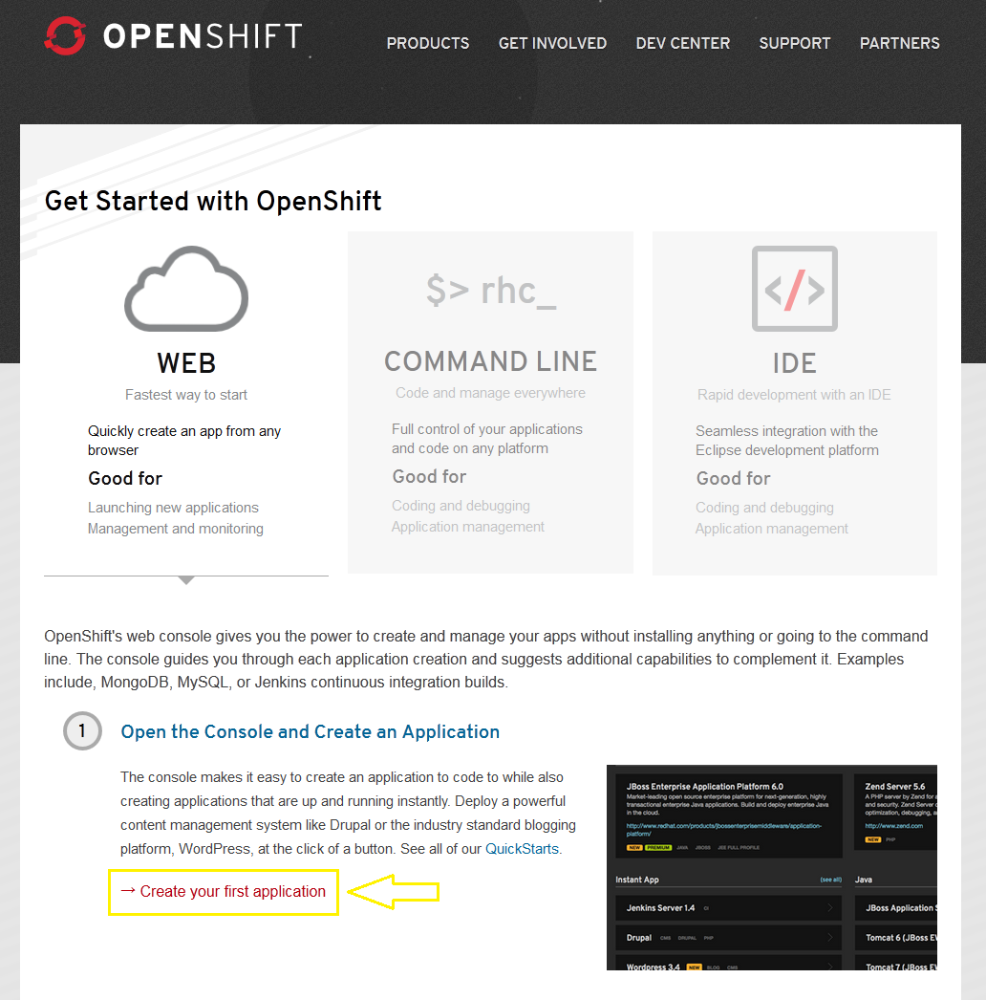 OPENSHIFT
PRODUCTS GET INVOLVED DEV CENTER SUPPORT PARTNERS
Get Started with OpenShift
WEB
Fastest way to start
Quickly create an app from any
browser
Good for
Launching new applications
Management and monitoring
$> rhc_
COMMAND LINE
Code and manage everywhere
Full control of your applications
and code on any platform
Good for
Coding and debugging
Application management
</>
IDE
Rapid development with an IDE
Seamless integration with the
Eclipse development platform
Good for
Coding and debugging
Application management
OpenShift's web console gives you the power to create and manage your apps without installing anything or going to the command
line. The console guides you through each application creation and suggests additional capabilities to complement it. Examples
include, MongoDB, MySQL, or Jenkins continuous integration builds.
1
Open the Console and Create an Application
The console makes it easy to create an application to code to while also
creating applications that are up and running instantly. Deploy a powerful
content management system like Drupal or the industry standard blogging
platform, WordPress, at the click of a button. See all of our QuickStarts.
→ Create your first application
JBoss Enterprise Application Platform 6.0
Market-leading open source enterprise platform for next-generation, highly
transactional enterprise Java applications. Build and deploy enterprise Java
in the cloud.
http://www.redhat.com/products/jbossenterprisemiddleware/application-
platform/
NEW PREMIUM JAVA JBOSS JEE FULL PROFILE
Zend Server 5.6
A PHP server by Zend for a
and security. Zend Server
optimization, debugging, a
http://www.zend.com
NEW PHP
Instant App (see all)
Jenkins Server 1.4 CI
Drupal CMS DRUPAL PHP
Wordpress 3.4 NEW BLOG CMS
Java
JBoss Application S
Tomcat 6 (JBoss EW
Tomcat 7 (JBoss EW